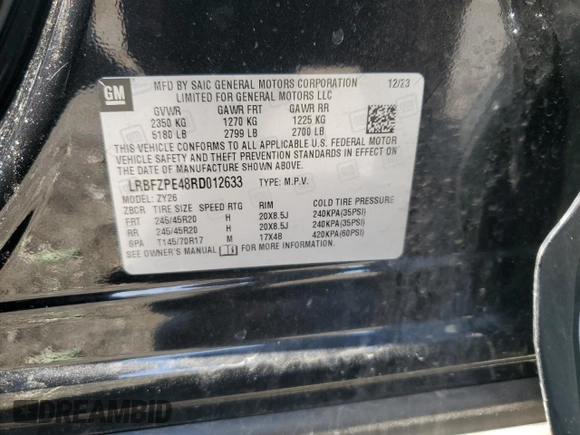 GM
MFD BY SAIC GENERAL MOTORS CORPORATION 12/23
LIMITED FOR GENERAL MOTORS LLC
GVWR GAWR FRT GAWR RR
2350 KG 1270 KG 1225 KG
5180 LB 2799 LB 2700 LB
THIS VEHICLE CONFORMS TO ALL APPLICABLE U.S. FEDERAL MOTOR
VEHICLE SAFETY AND THEFT PREVENTION STANDARDS IN EFFECT ON
THE DATE OF MANUFACTURE SHOWN ABOVE.
LRBFZPE48RD012633 TYPE: M.P.V.
MODEL: ZY26
ZBCR TIRE SIZE SPEED RTG RIM COLD TIRE PRESSURE
FRT 245/45R20 H 20X8.5J 240KPA(35PSI)
RR 245/45R20 H 20X8.5J 240KPA(35PSI)
SPA T145/70R17 M 17X4B 420KPA(60PSI)
SEE OWNER'S MANUAL FOR ADDITIONAL INFORMATION.
DREAMBID